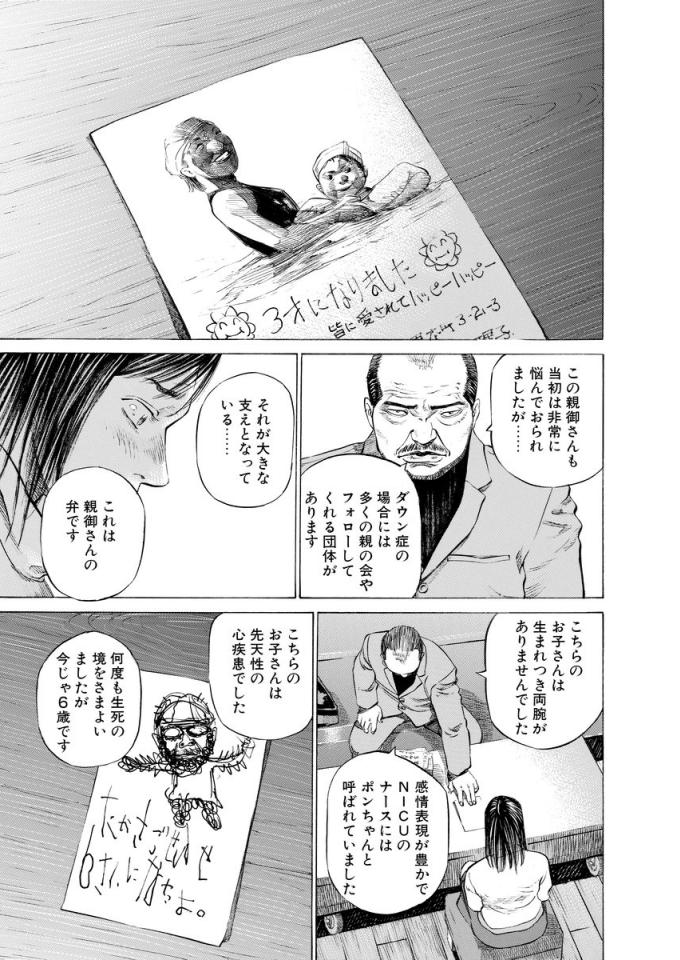 3才になりました
皆に愛されてハッピーハッピー
3-21-3
この親御さんも
当初は非常に
悩んでおられ
ましたが……
ダウン症の
場合には
多くの親の会や
フォローして
くれる団体が
あります
それが大きな
支えとなって
いる……
これは
親御さんの
弁です
こちらの
お子さんは
生まれつき両腕が
ありませんでした
感情表現が豊かで
NICUの
ナースには
ポンちゃんと
呼ばれていました
こちらの
お子さんは
先天性の
心疾患でした
何度も生死の
境をさまよい
ましたが
今じゃ6歳です
6さいに